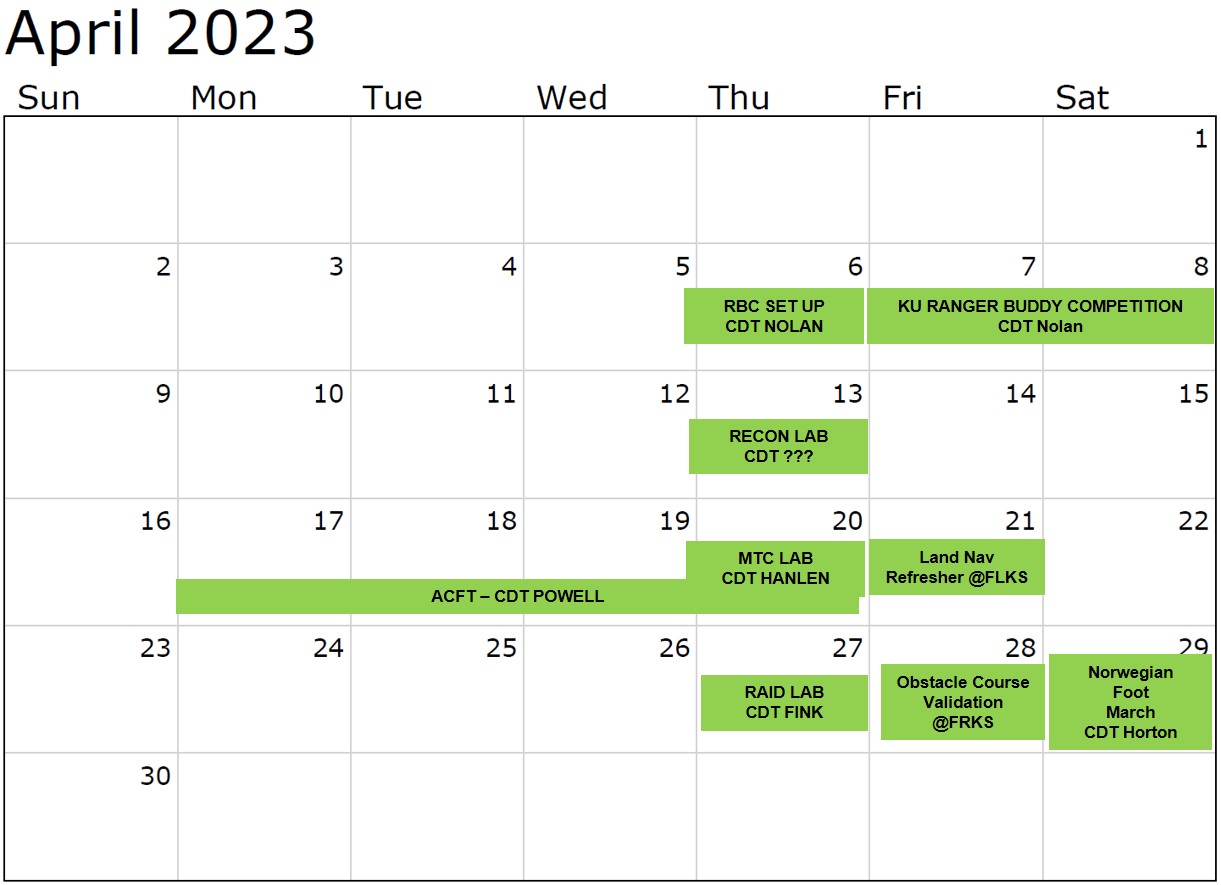 April 2023
Sun Mon Tue Wed Thu Fri Sat
1
2 3 4 5 6 7 8
RBC SET UP
CDT NOLAN
KU RANGER BUDDY COMPETITION
CDT Nolan
9 10 11 12 13 14 15
RECON LAB
CDT ???
16 17 18 19 20 21 22
MTC LAB
CDT HANLEN
Land Nav
Refresher @FLKS
ACFT – CDT POWELL
23 24 25 26 27 28 29
RAID LAB
CDT FINK
Obstacle Course
Validation
@FRKS
Norwegian
Foot
March
CDT Horton
30